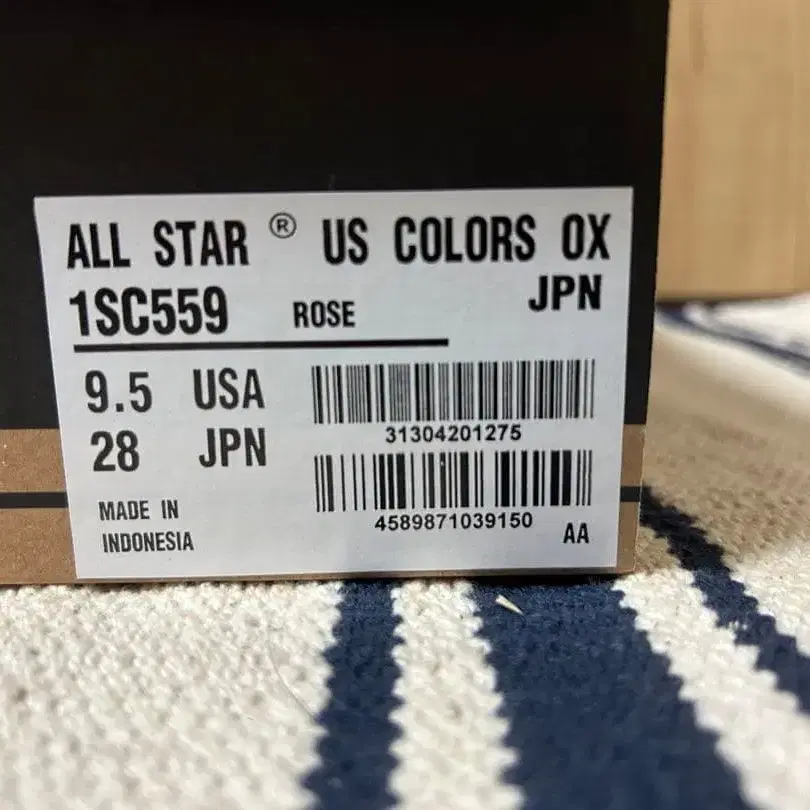 ALL STAR ® US COLORS OX
JPN
1SC559 ROSE
9.5 USA
28 JPN
31304201275
4589871039150
MADE IN
INDONESIA
AA